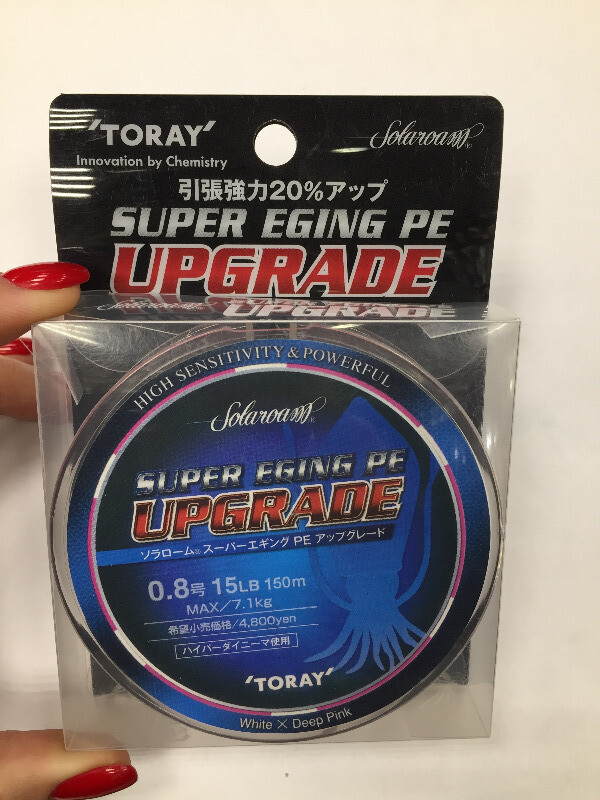 'TORAY'
Innovation by Chemistry
Solaroam®
引張強力20%アップ
SUPER EGING PE
UPGRADE
Solaroam
UPGRADE
HIGH SENSITIVITY & POWERFUL
Solaroam®
SUPER EGING PE
UPGRADE
ソラローム® スーパーエギング PE アップグレード
0.8号 15LB 150m
MAX/7.1kg
希望小売価格/4,800yen
ハイパーダイニーマ使用
'TORAY'
White × Deep Pink